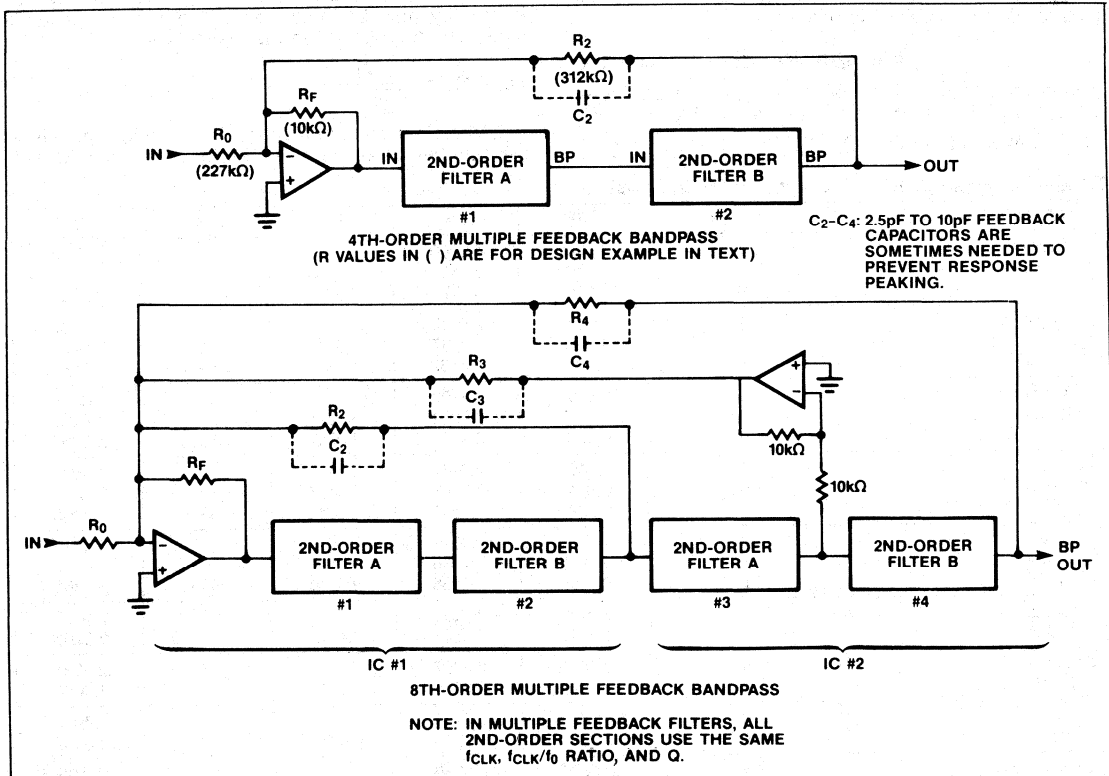 R2
(312kΩ)
C2
RF
(10kΩ)
R0
IN
(227kΩ)
−
+
IN
2ND-ORDER
FILTER A
BP
IN
2ND-ORDER
FILTER B
BP
OUT
#1
#2
4TH-ORDER MULTIPLE FEEDBACK BANDPASS
(R VALUES IN ( ) ARE FOR DESIGN EXAMPLE IN TEXT)
C2–C4: 2.5pF TO 10pF FEEDBACK
CAPACITORS ARE
SOMETIMES NEEDED TO
PREVENT RESPONSE
PEAKING.
R4
C4
R3
C3
+
−
R2
C2
10kΩ
RF
10kΩ
R0
IN
−
+
2ND-ORDER
FILTER A
2ND-ORDER
FILTER B
2ND-ORDER
FILTER A
2ND-ORDER
FILTER B
BP
OUT
#1
#2
#3
#4
IC #1
IC #2
8TH-ORDER MULTIPLE FEEDBACK BANDPASS
NOTE: IN MULTIPLE FEEDBACK FILTERS, ALL
2ND-ORDER SECTIONS USE THE SAME
fCLK, fCLK/f0 RATIO, AND Q.